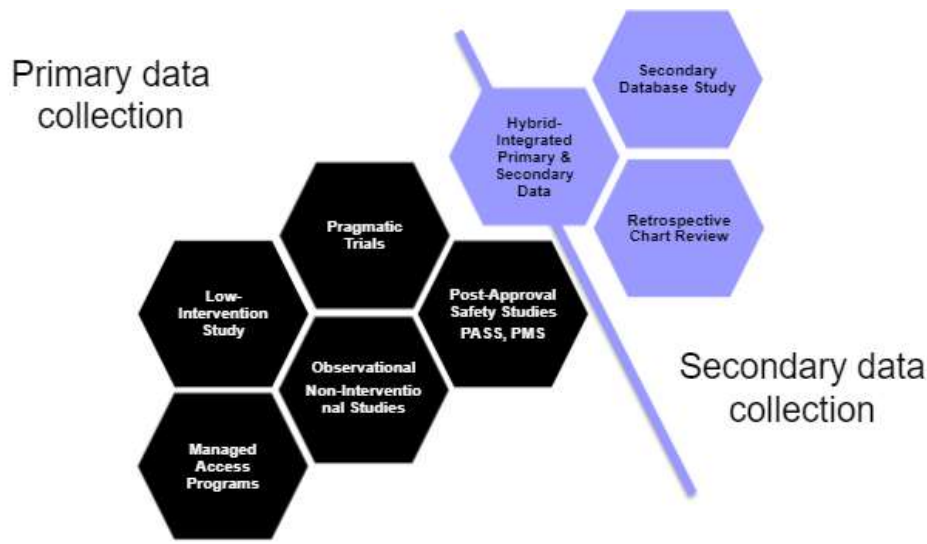 Primary data
collection
Secondary
Database Study
Hybrid-
Integrated
Primary &
Secondary
Data
Retrospective
Chart Review
Pragmatic
Trials
Low-
Intervention
Study
Post-Approval
Safety Studies
PASS, PMS
Observational
Non-Interventio
nal Studies
Managed
Access
Programs
Secondary data
collection